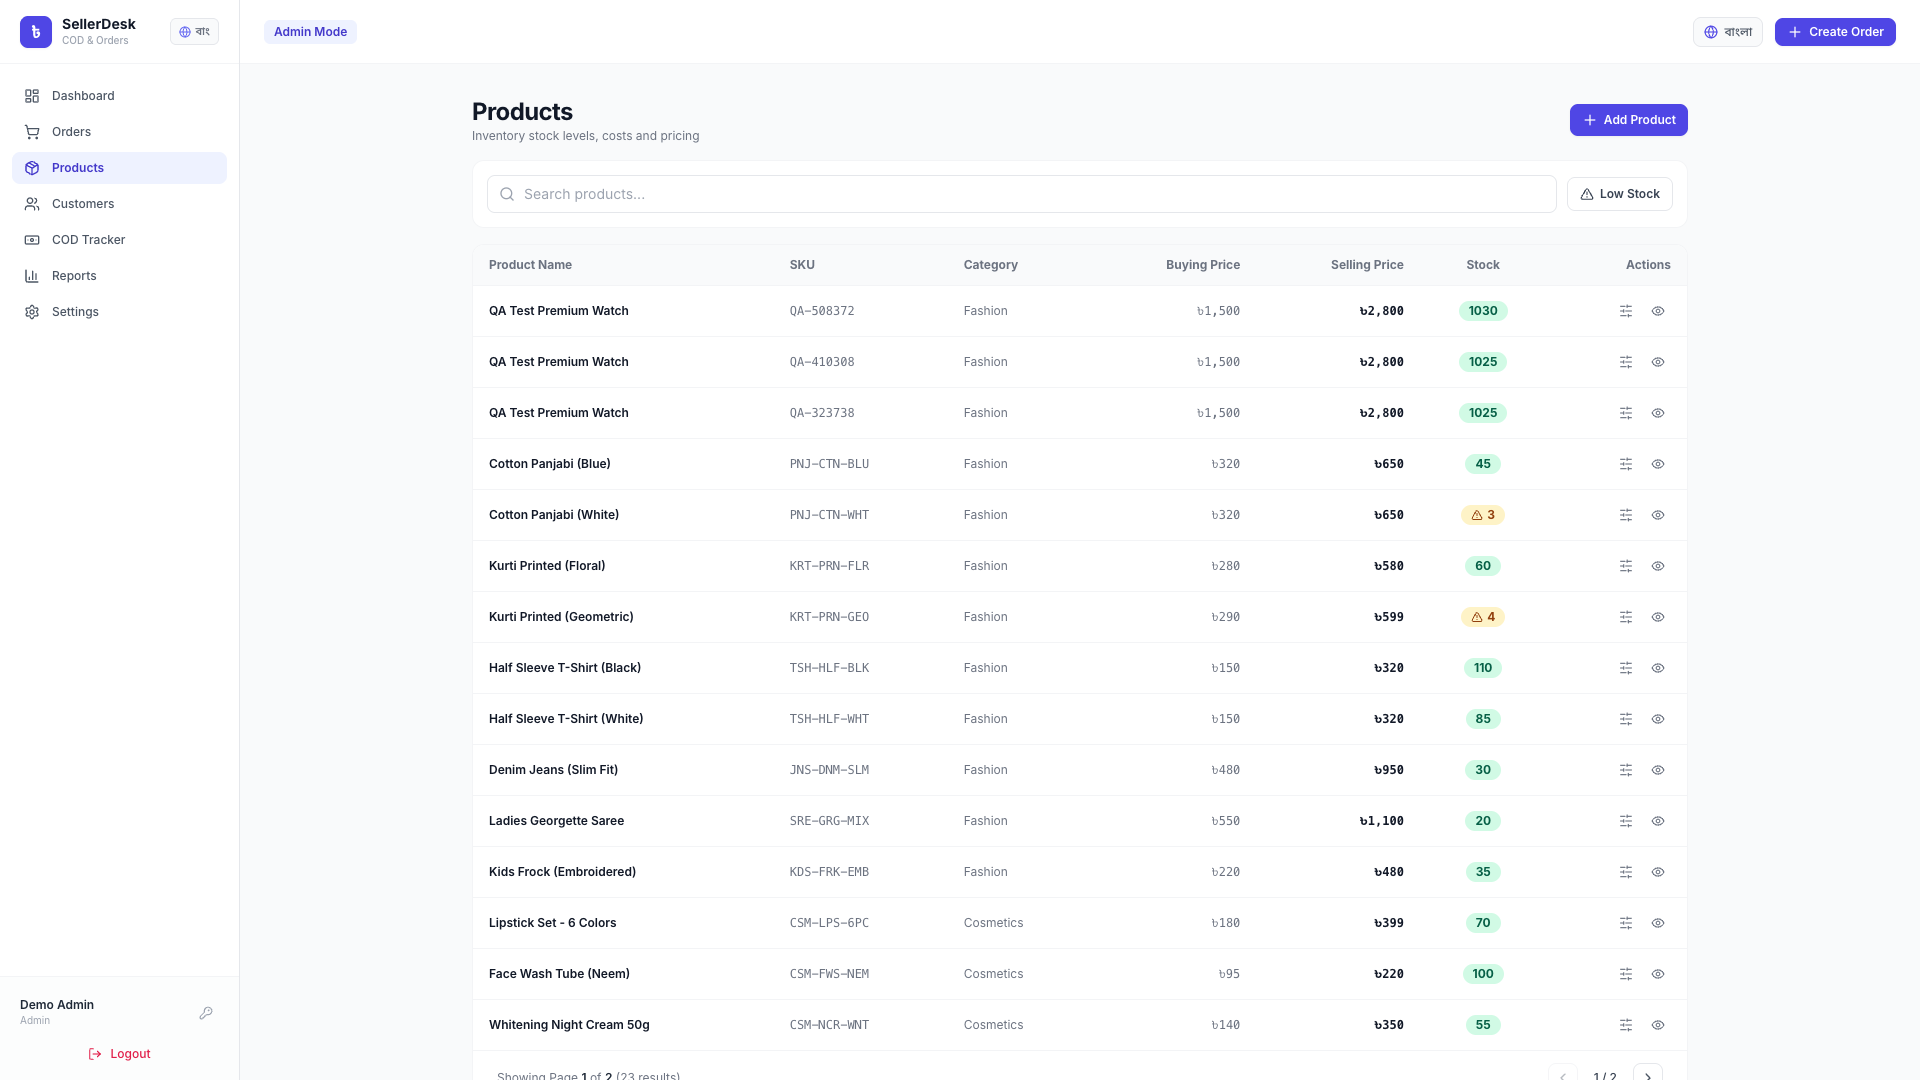 ৳
SellerDesk
COD & Orders
বাং
Dashboard
Orders
Products
Customers
COD Tracker
Reports
Settings
Demo Admin
Admin
Logout
Admin Mode
বাংলা
Create Order
Products
Inventory stock levels, costs and pricing
Add Product
Search products...
Low Stock
Product Name SKU Category Buying Price Selling Price Stock Actions
QA Test Premium Watch QA-508372 Fashion ৳1,500 ৳2,800 1030
QA Test Premium Watch QA-410308 Fashion ৳1,500 ৳2,800 1025
QA Test Premium Watch QA-323738 Fashion ৳1,500 ৳2,800 1025
Cotton Panjabi (Blue) PNJ-CTN-BLU Fashion ৳320 ৳650 45
Cotton Panjabi (White) PNJ-CTN-WHT Fashion ৳320 ৳650 3
Kurti Printed (Floral) KRT-PRN-FLR Fashion ৳280 ৳580 60
Kurti Printed (Geometric) KRT-PRN-GEO Fashion ৳290 ৳599 4
Half Sleeve T-Shirt (Black) TSH-HLF-BLK Fashion ৳150 ৳320 110
Half Sleeve T-Shirt (White) TSH-HLF-WHT Fashion ৳150 ৳320 85
Denim Jeans (Slim Fit) JNS-DNM-SLM Fashion ৳480 ৳950 30
Ladies Georgette Saree SRE-GRG-MIX Fashion ৳550 ৳1,100 20
Kids Frock (Embroidered) KDS-FRK-EMB Fashion ৳220 ৳480 35
Lipstick Set - 6 Colors CSM-LPS-6PC Cosmetics ৳180 ৳399 70
Face Wash Tube (Neem) CSM-FWS-NEM Cosmetics ৳95 ৳220 100
Whitening Night Cream 50g CSM-NCR-WNT Cosmetics ৳140 ৳350 55
Showing Page 1 of 2 (23 results) 1 / 2